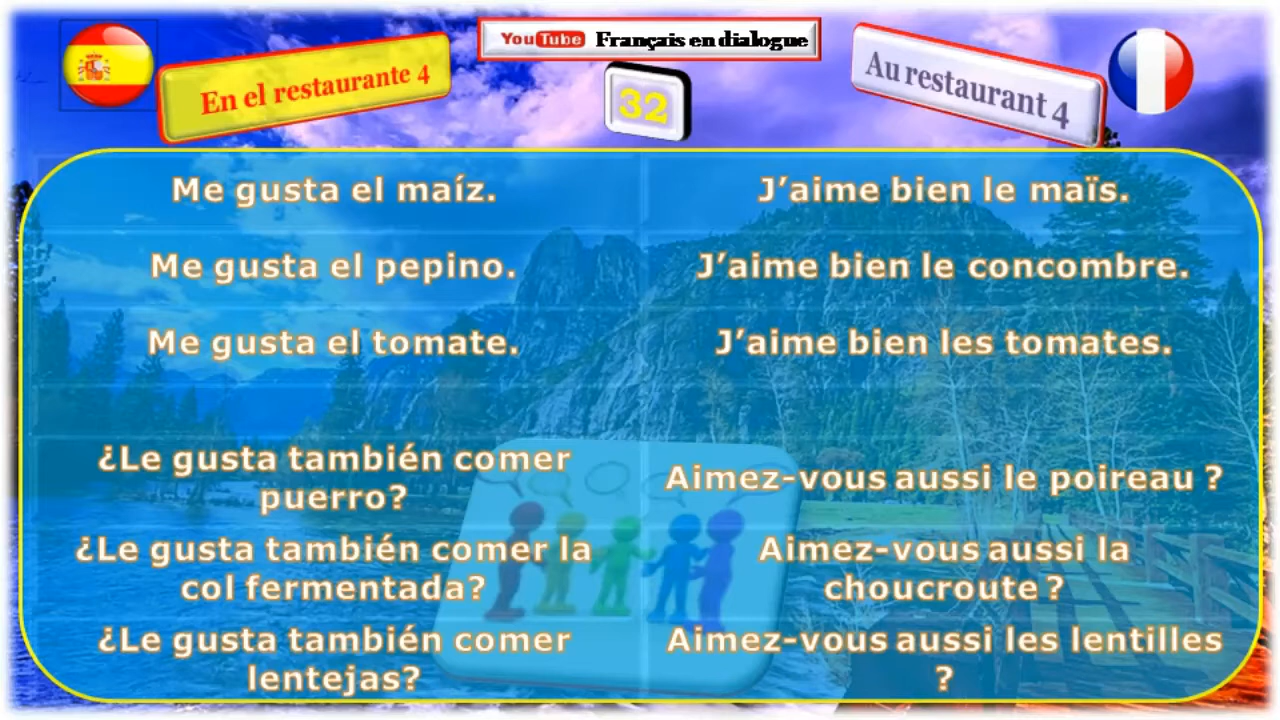 YouTube Français en dialogue
En el restaurante 4
32
Au restaurant 4
Me gusta el maíz.
J’aime bien le maïs.
Me gusta el pepino.
J’aime bien le concombre.
Me gusta el tomate.
J’aime bien les tomates.
¿Le gusta también comer
puerro?
Aimez-vous aussi le poireau ?
¿Le gusta también comer la
col fermentada?
Aimez-vous aussi la
choucroute ?
¿Le gusta también comer
lentejas?
Aimez-vous aussi les lentilles
?